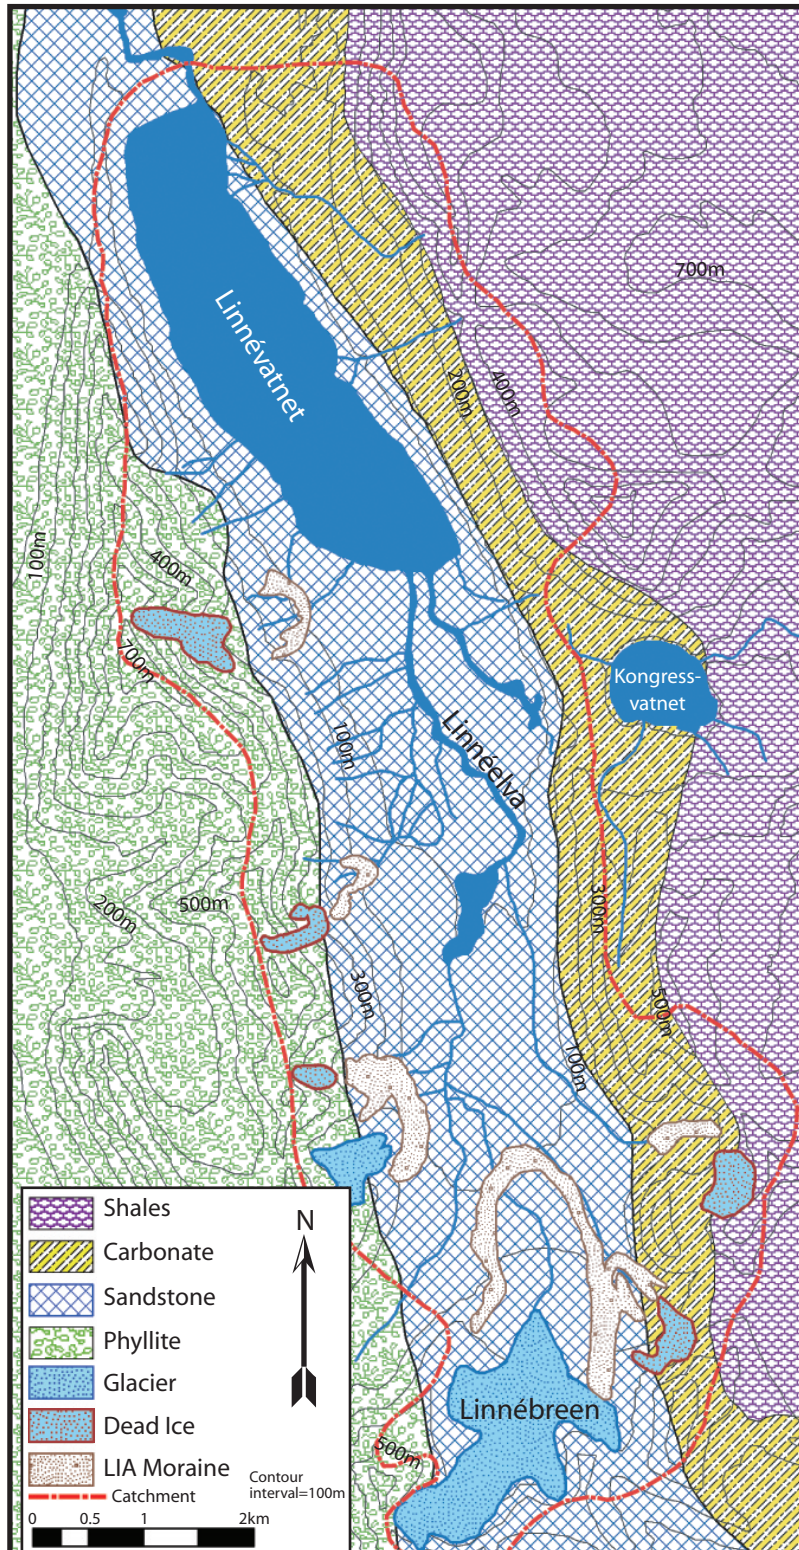 700m
Linnévatnet
200m
400m
100m
400m
700m
Kongress-
vatnet
Linnéelva
100m
200m
500m
300m
300m
500m
100m
Shales
Carbonate
Sandstone
Phyllite
Glacier
Dead Ice
LIA Moraine
Catchment
N
Contour
interval=100m
0 0.5 1 2km
Linnébreen
500m